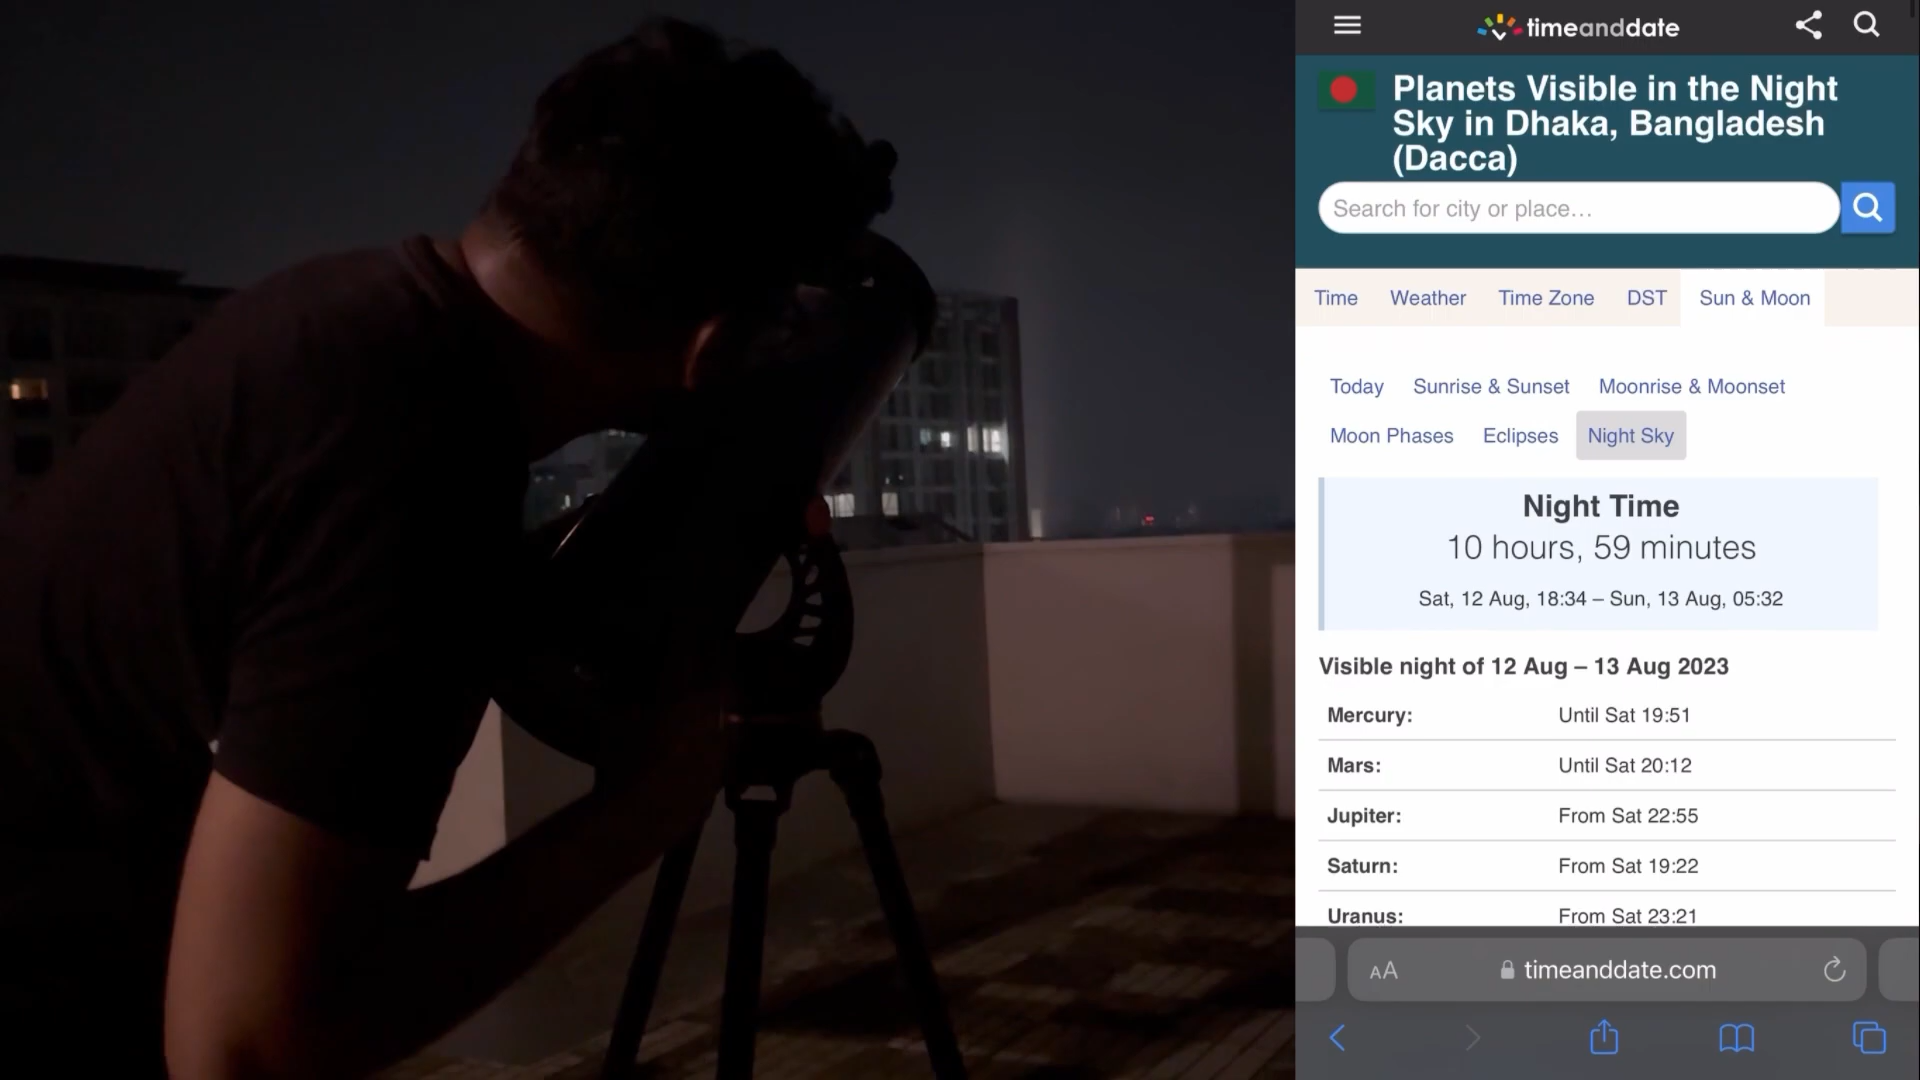 timeanddate
Planets Visible in the Night
Sky in Dhaka, Bangladesh
(Dacca)
Search for city or place…
Time Weather Time Zone DST Sun & Moon
Today Sunrise & Sunset Moonrise & Moonset
Moon Phases Eclipses Night Sky
Night Time
10 hours, 59 minutes
Sat, 12 Aug, 18:34 – Sun, 13 Aug, 05:32
Visible night of 12 Aug – 13 Aug 2023
Mercury: Until Sat 19:51
Mars: Until Sat 20:12
Jupiter: From Sat 22:55
Saturn: From Sat 19:22
Uranus: From Sat 23:21
AA timeanddate.com